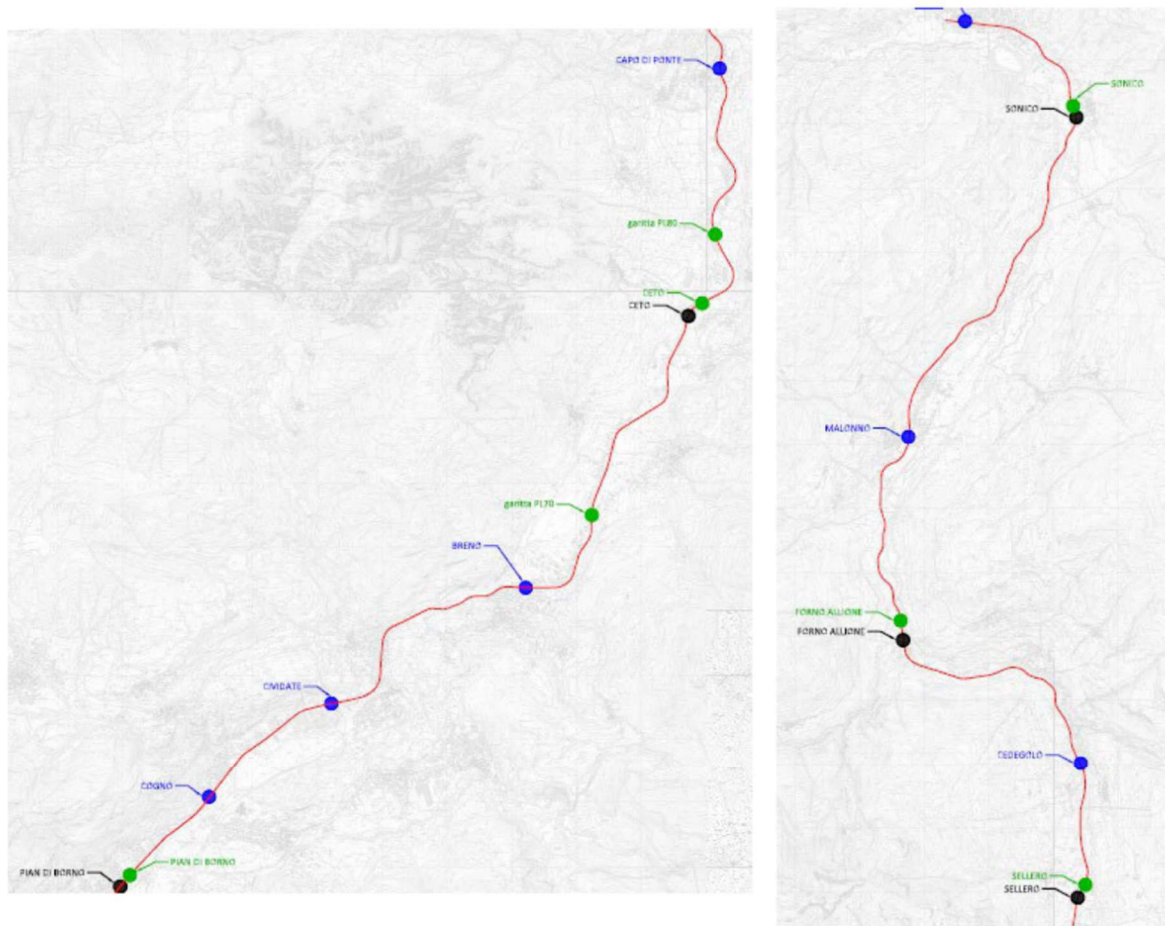 CAPO DI PONTE
garitta PL80
CETO
CETO
garitta PL70
BRENO
CIVIDATE
COGNO
PIAN DI BORNO
PIAN DI BORNO
SONICO
SONICO
MALONNO
FORNO ALLIONE
FORNO ALLIONE
CEDEGOLO
SELLERO
SELLERO